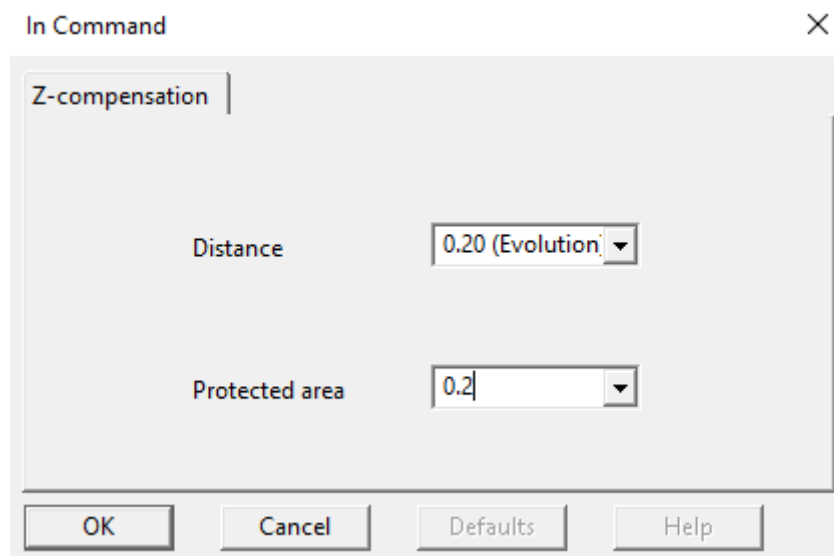 In Command
Z-compensation
Distance
0.20 (Evolution)
Protected area
0.2
OK
Cancel
Defaults
Help